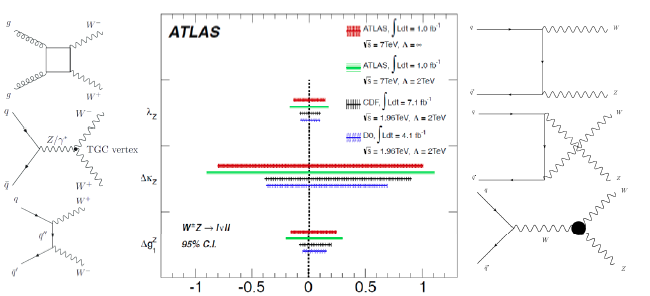 g
W⁻
g
W⁺
q
W⁻
Z/γ*
TGC vertex
q̄
W⁺
q
W⁺
q''
q'
W⁻
ATLAS
ATLAS, ∫Ldt = 1.0 fb⁻¹
√s = 7TeV, Λ = ∞
ATLAS, ∫Ldt = 1.0 fb⁻¹
√s = 7TeV, Λ = 2TeV
CDF, ∫Ldt = 7.1 fb⁻¹
√s = 1.96TeV, Λ = 2TeV
D0, ∫Ldt = 4.1 fb⁻¹
√s = 1.96TeV, Λ = 2TeV
λ_Z
Δκ_Z
Δg₁ᶻ
W±Z → lνll
95% C.I.
-1 -0.5 0 0.5 1
q
W
q'
Z
q
W
q'
Z
q
W
W
q'
Z